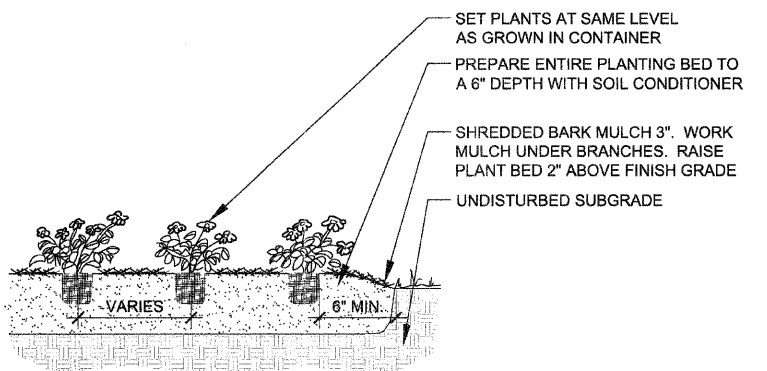 SET PLANTS AT SAME LEVEL
AS GROWN IN CONTAINER
PREPARE ENTIRE PLANTING BED TO
A 6" DEPTH WITH SOIL CONDITIONER
SHREDDED BARK MULCH 3". WORK
MULCH UNDER BRANCHES. RAISE
PLANT BED 2" ABOVE FINISH GRADE
UNDISTURBED SUBGRADE
VARIES
6" MIN.